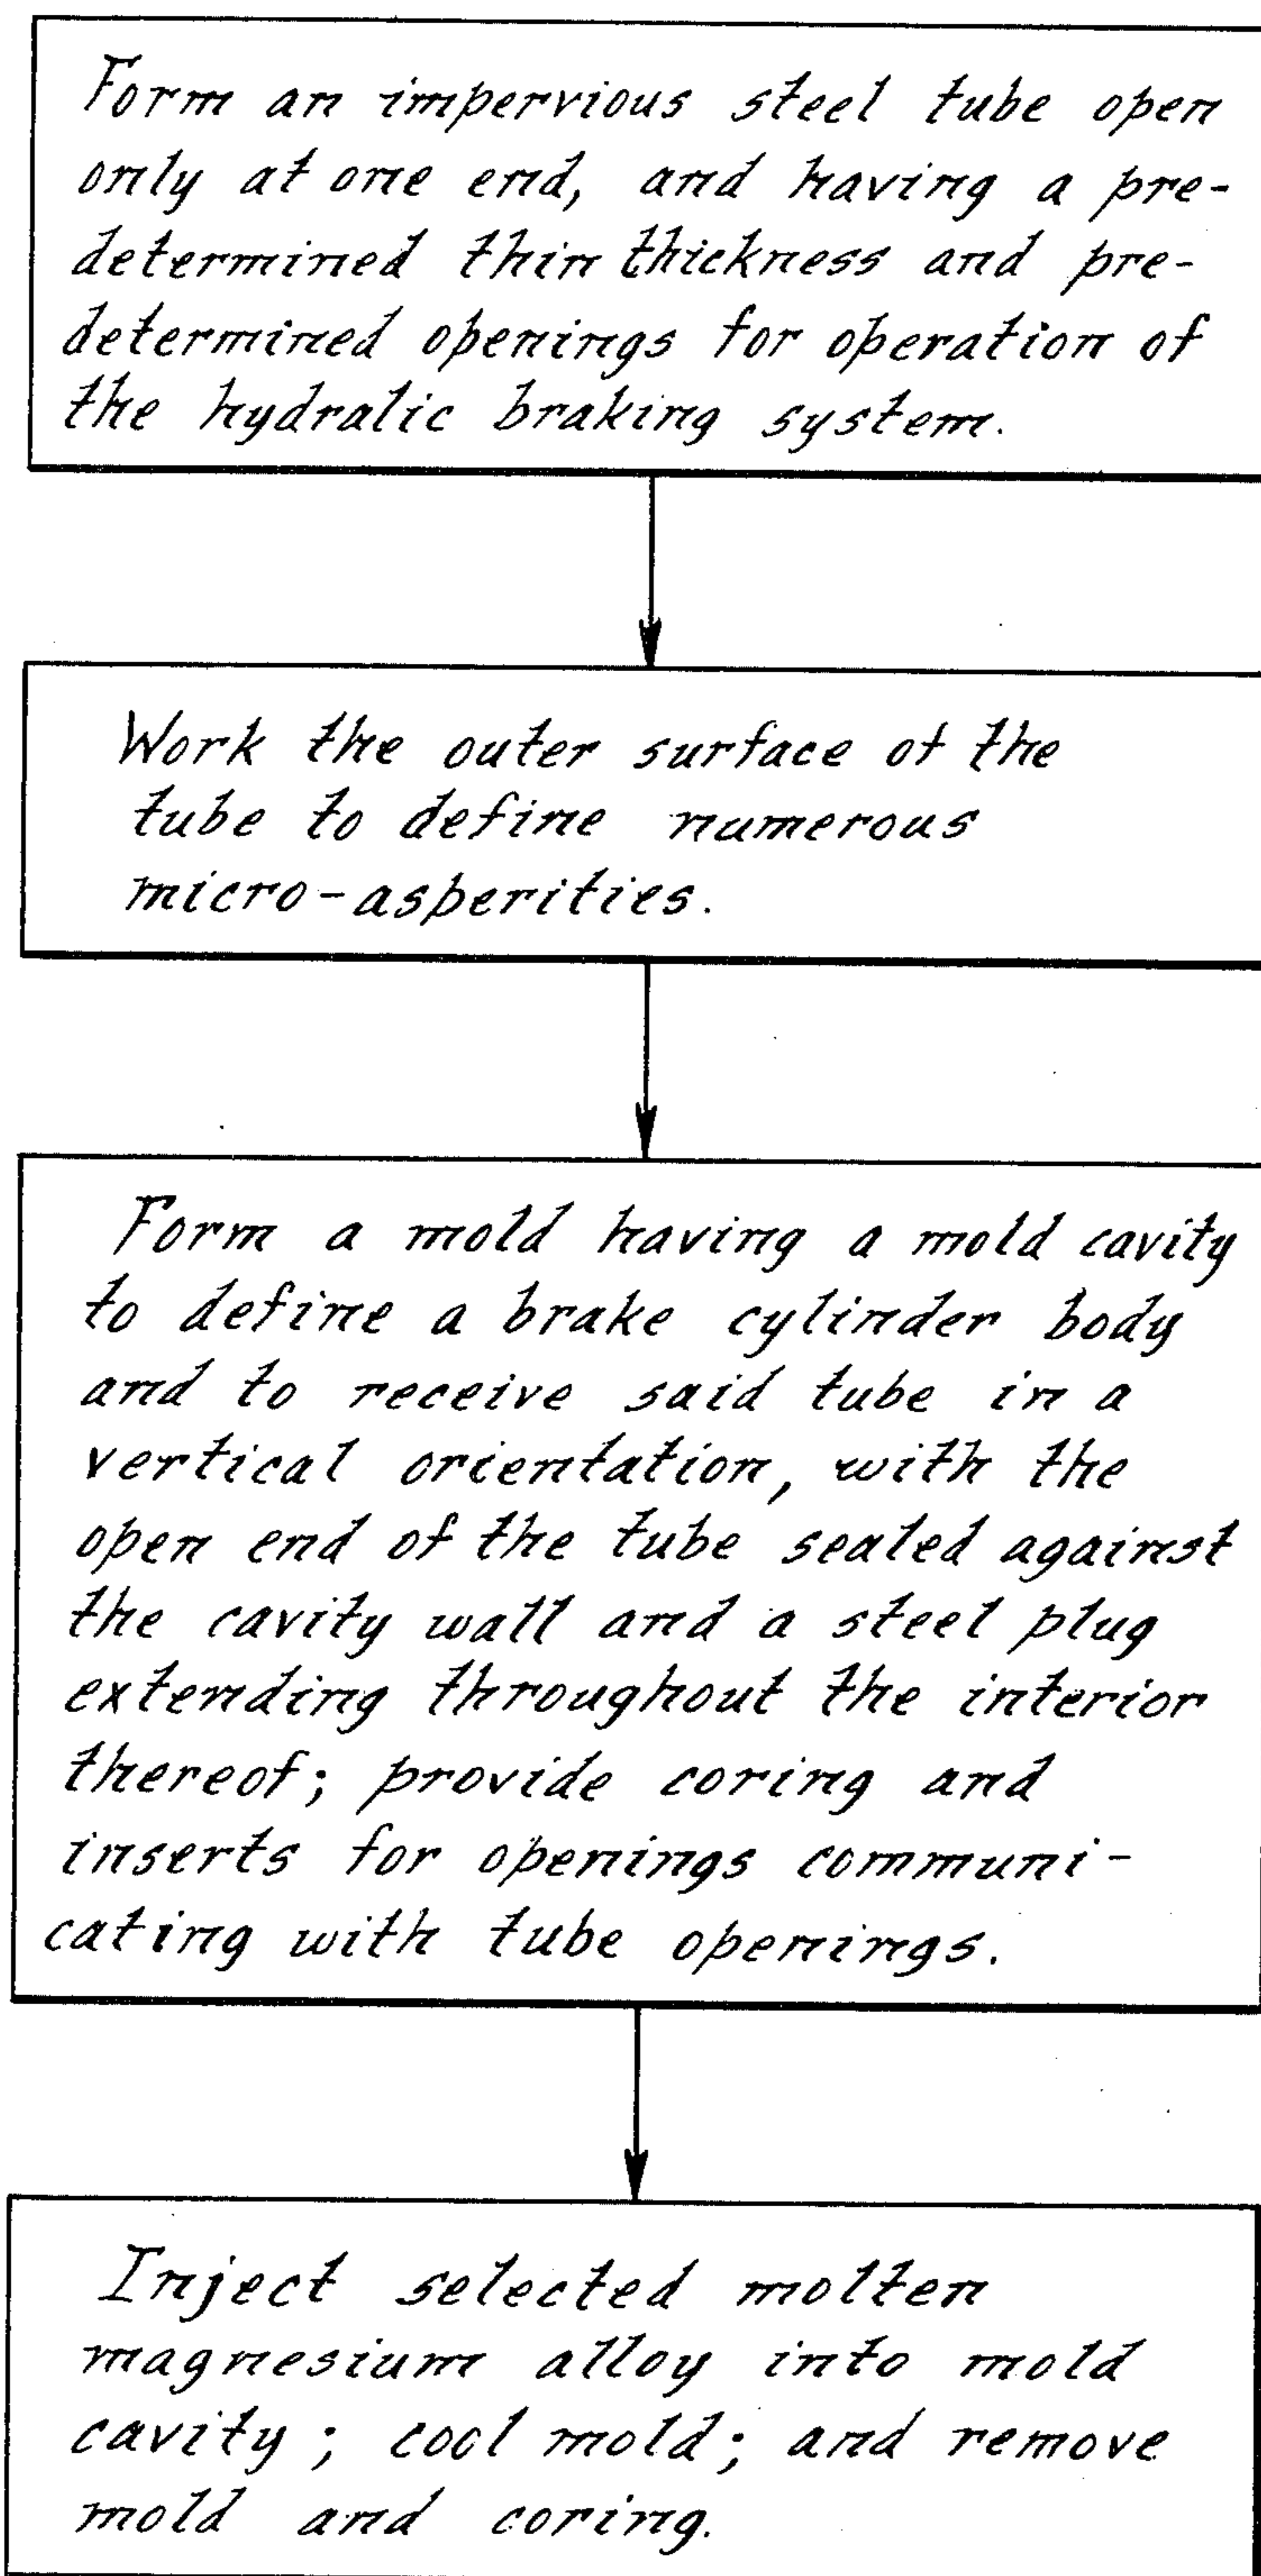 Form an impervious steel tube open
only at one end, and having a pre-
determined thin thickness and pre-
determined openings for operation of
the hydralic braking system.
Work the outer surface of the
tube to define numerous
micro-asperities.
Form a mold having a mold cavity
to define a brake cylinder body
and to receive said tube in a
vertical orientation, with the
open end of the tube sealed against
the cavity wall and a steel plug
extending throughout the interior
thereof; provide coring and
inserts for openings communi-
cating with tube openings.
Inject selected molten
magnesium alloy into mold
cavity; cool mold; and remove
mold and coring.